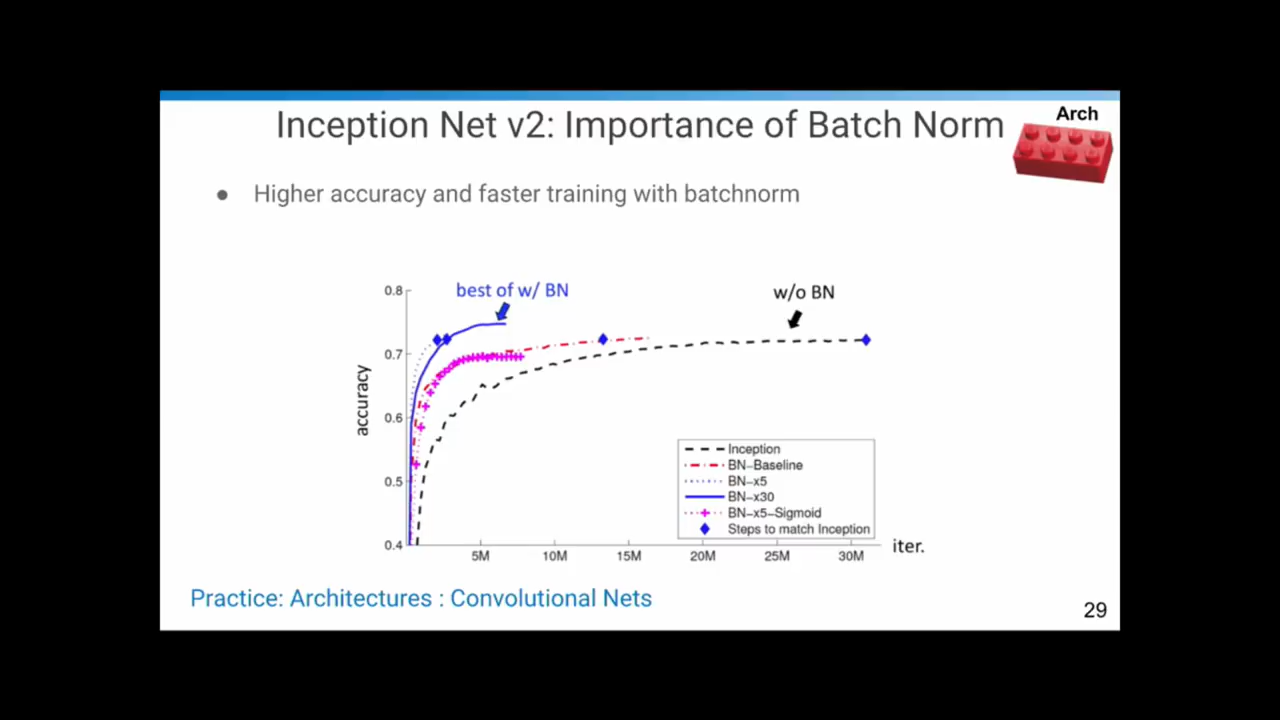 Inception Net v2: Importance of Batch Norm
Arch
● Higher accuracy and faster training with batchnorm
best of w/ BN
w/o BN
accuracy
0.8
0.7
0.6
0.5
0.4
5M 10M 15M 20M 25M 30M
iter.
Inception
BN-Baseline
BN-x5
BN-x30
BN-x5-Sigmoid
Steps to match Inception
Practice: Architectures : Convolutional Nets
29